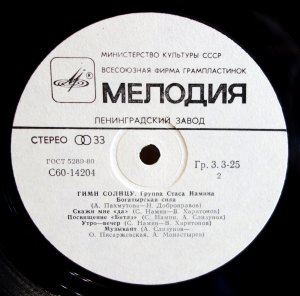 МИНИСТЕРСТВО КУЛЬТУРЫ СССР
ВСЕСОЮЗНАЯ ФИРМА ГРАМПЛАСТИНОК
МЕЛОДИЯ
ЛЕНИНГРАДСКИЙ ЗАВОД
СТЕРЕО 33
ГОСТ 5289-80
С60-14204
Гр. 3. 3-25
2
ГИМН СОЛНЦУ. Группа Стаса Намина
Богатырская сила
(А. Пахмутова—Н. Добронравов)
Скажи мне «да» (С. Намин—В. Харитонов)
Посвящение «Битлз» (С. Намин, А. Слизунов)
Утро—вечер (С. Намин—В. Харитонов)
Музыкант (А. Слизунов—
О. Писаржевская, А. Монастырев)